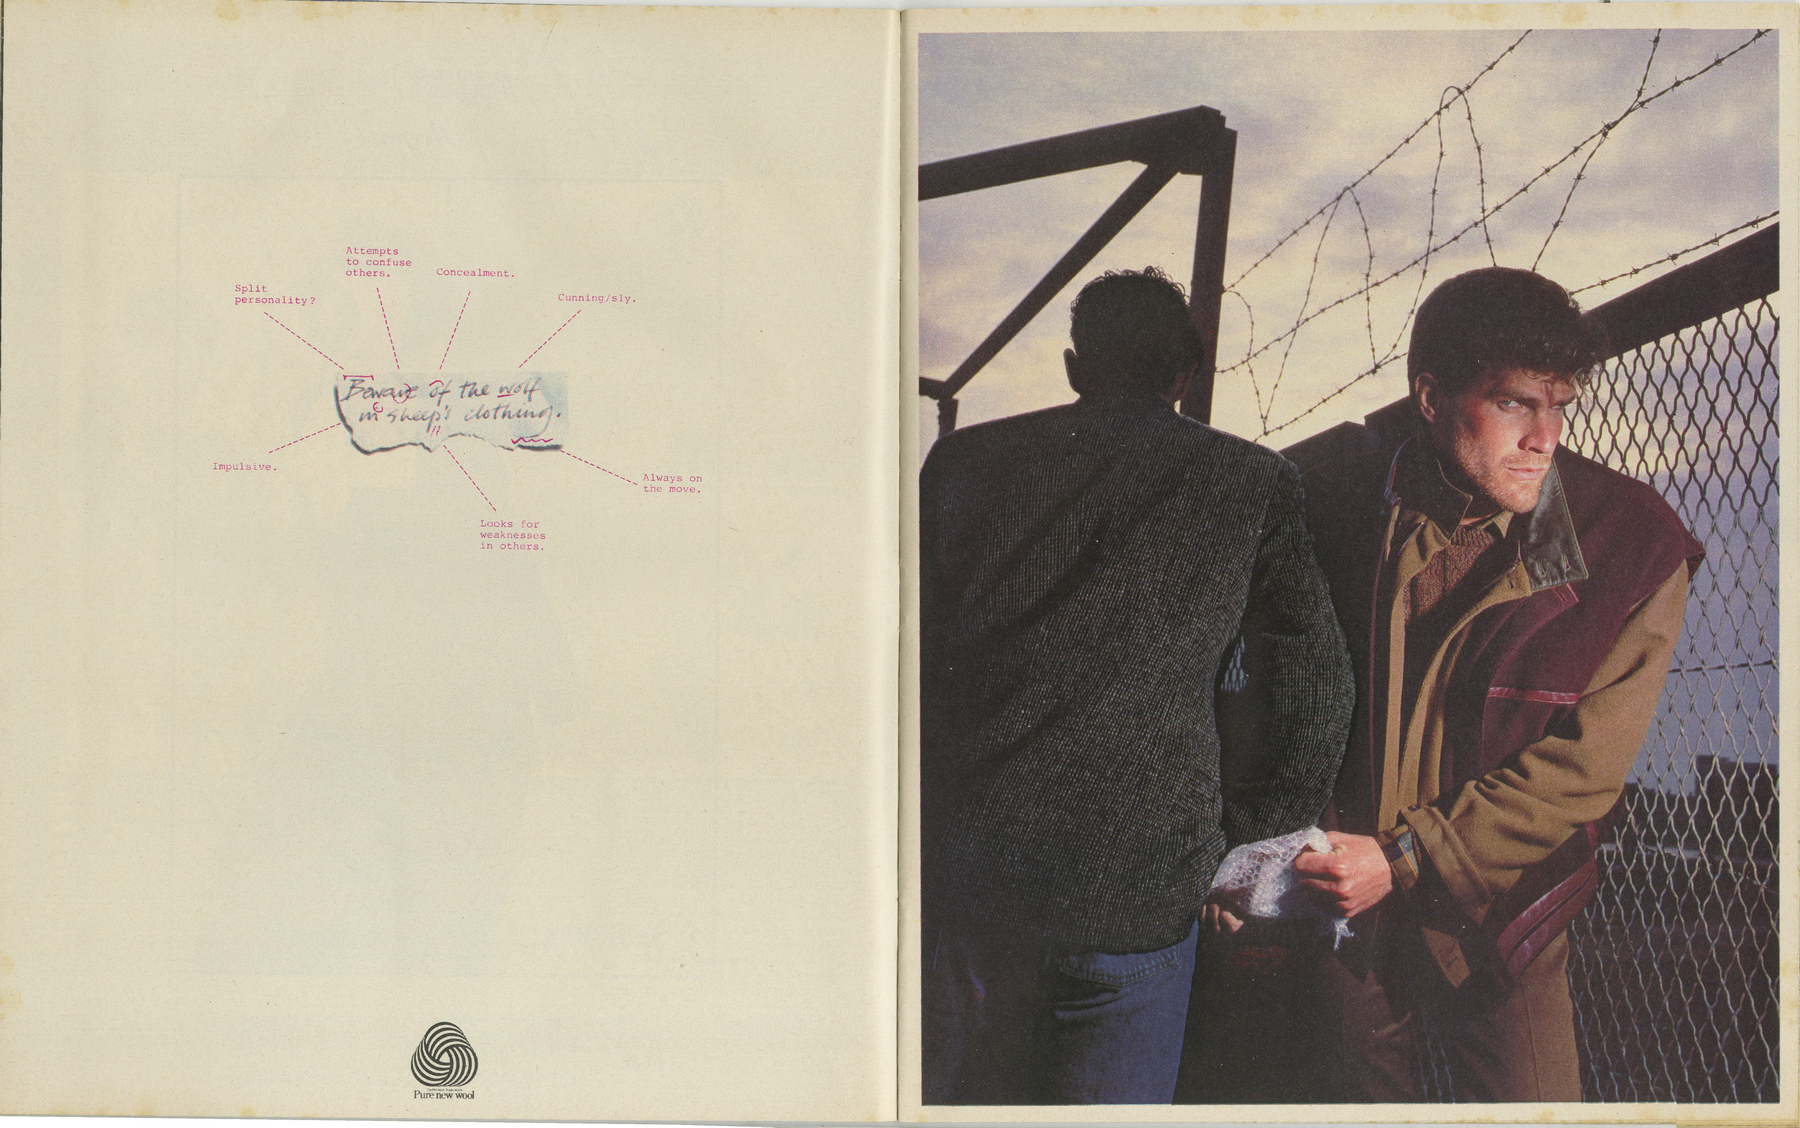 Attempts
to confuse
others.
Concealment.
Split
personality?
Cunning/sly.
Beware of the wolf
in sheep's clothing.
Impulsive.
Always on
the move.
Looks for
weaknesses
in others.
Pure new wool